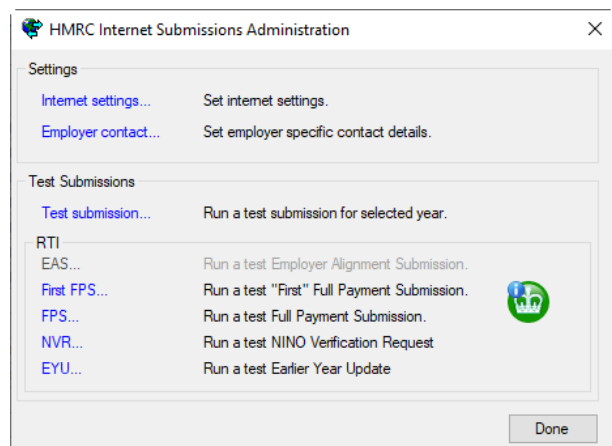 HMRC Internet Submissions Administration
Settings
Internet settings... Set internet settings.
Employer contact... Set employer specific contact details.
Test Submissions
Test submission... Run a test submission for selected year.
RTI
EAS... Run a test Employer Alignment Submission.
First FPS... Run a test "First" Full Payment Submission.
FPS... Run a test Full Payment Submission.
NVR... Run a test NINO Verification Request
EYU... Run a test Earlier Year Update
Done